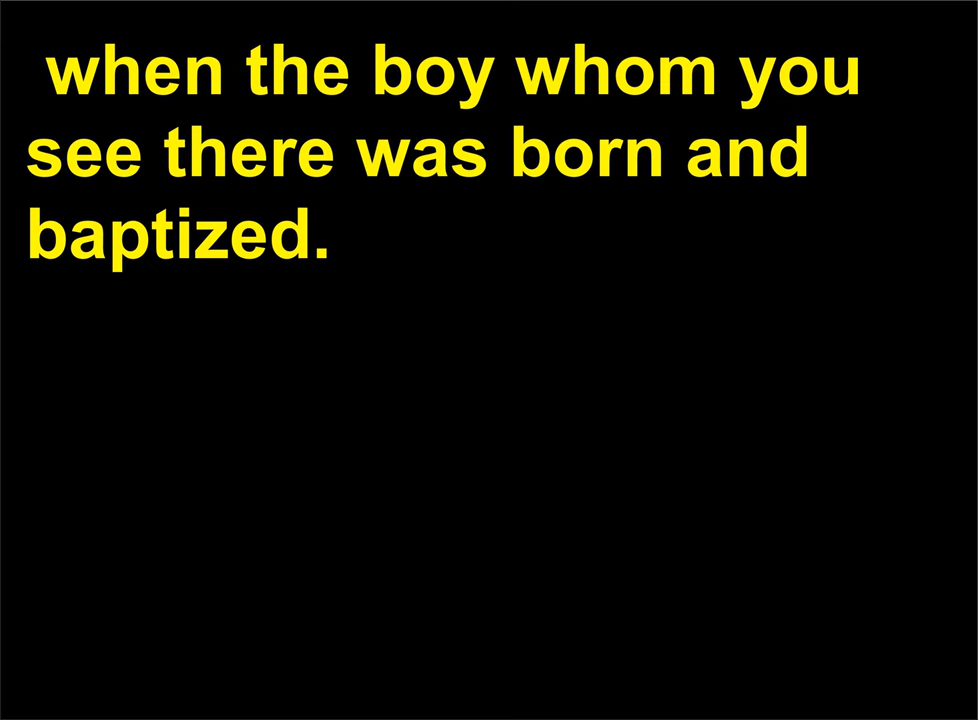 when the boy whom you
see there was born and
baptized.